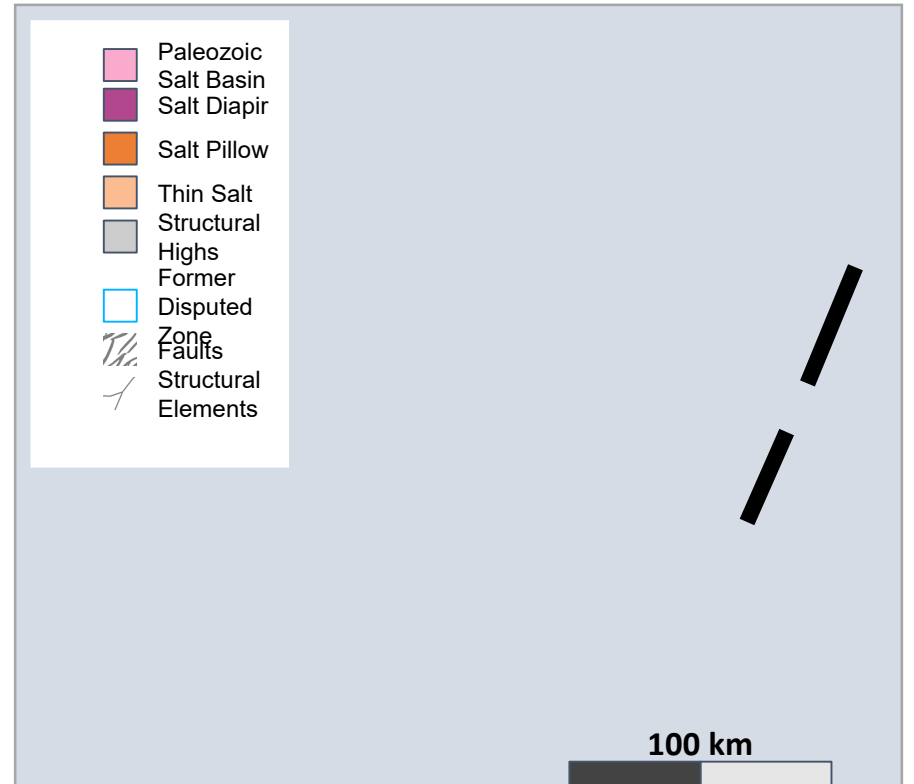 Paleozoic
Salt Basin
Salt Diapir
Salt Pillow
Thin Salt
Structural
Highs
Former
Disputed
Zone
Faults
Structural
Elements
100 km